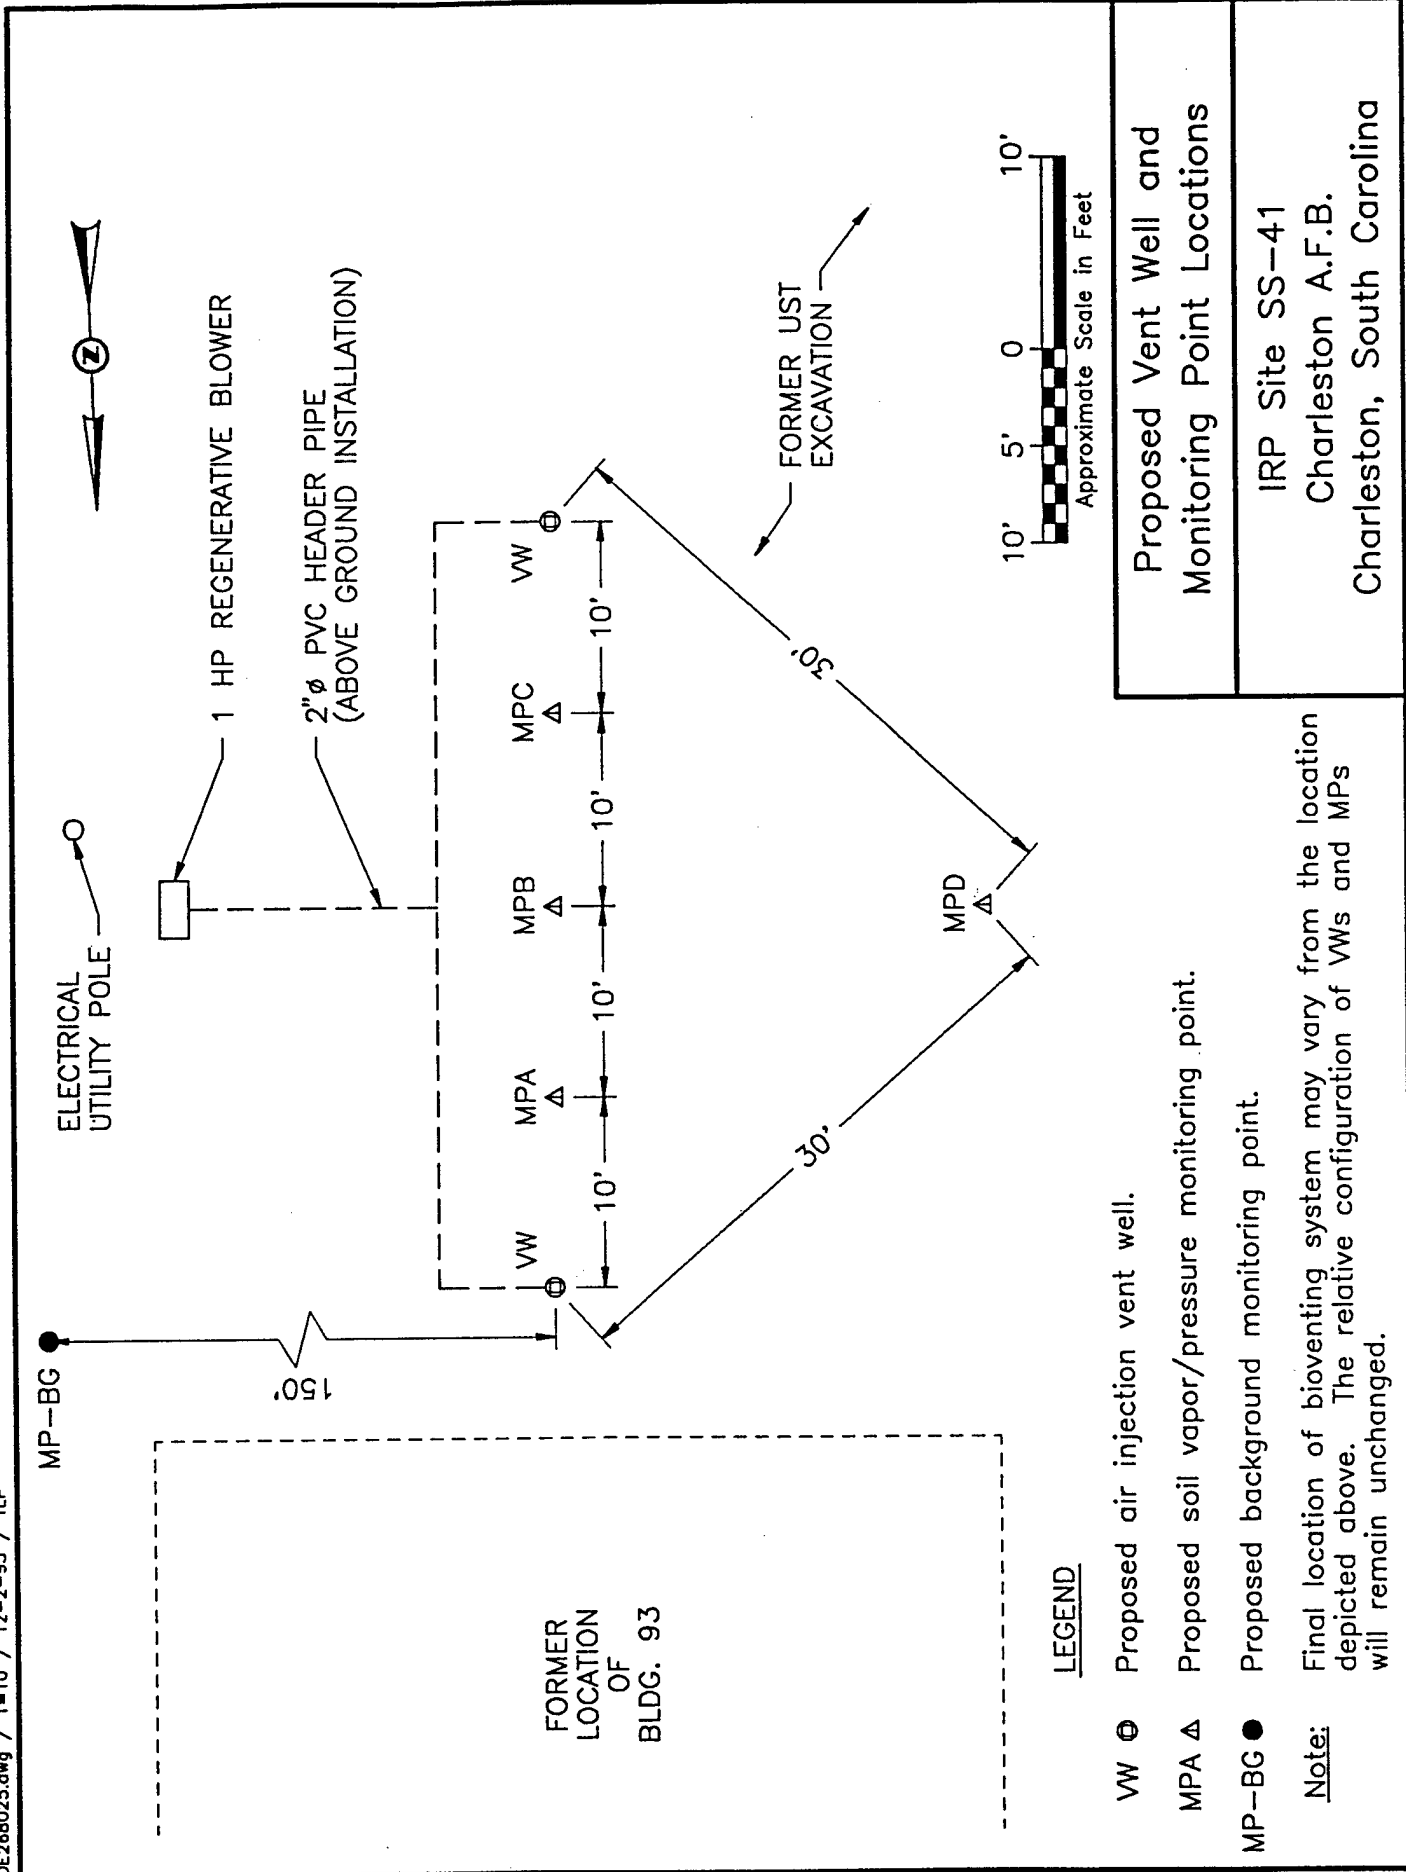 MP-BG
150'
ELECTRICAL
UTILITY POLE
1 HP REGENERATIVE BLOWER
2"ø PVC HEADER PIPE
(ABOVE GROUND INSTALLATION)
N
VW
MPA
MPB
MPC
VW
10'
10'
10'
10'
30'
30'
MPD
FORMER UST
EXCAVATION
FORMER
LOCATION
OF
BLDG. 93
10'
5'
0
10'
Approximate Scale in Feet
LEGEND
VW Proposed air injection vent well.
MPA Proposed soil vapor/pressure monitoring point.
MP-BG Proposed background monitoring point.
Note: Final location of bioventing system may vary from the location
depicted above. The relative configuration of VWs and MPs
will remain unchanged.
Proposed Vent Well and
Monitoring Point Locations
IRP Site SS-41
Charleston A.F.B.
Charleston, South Carolina